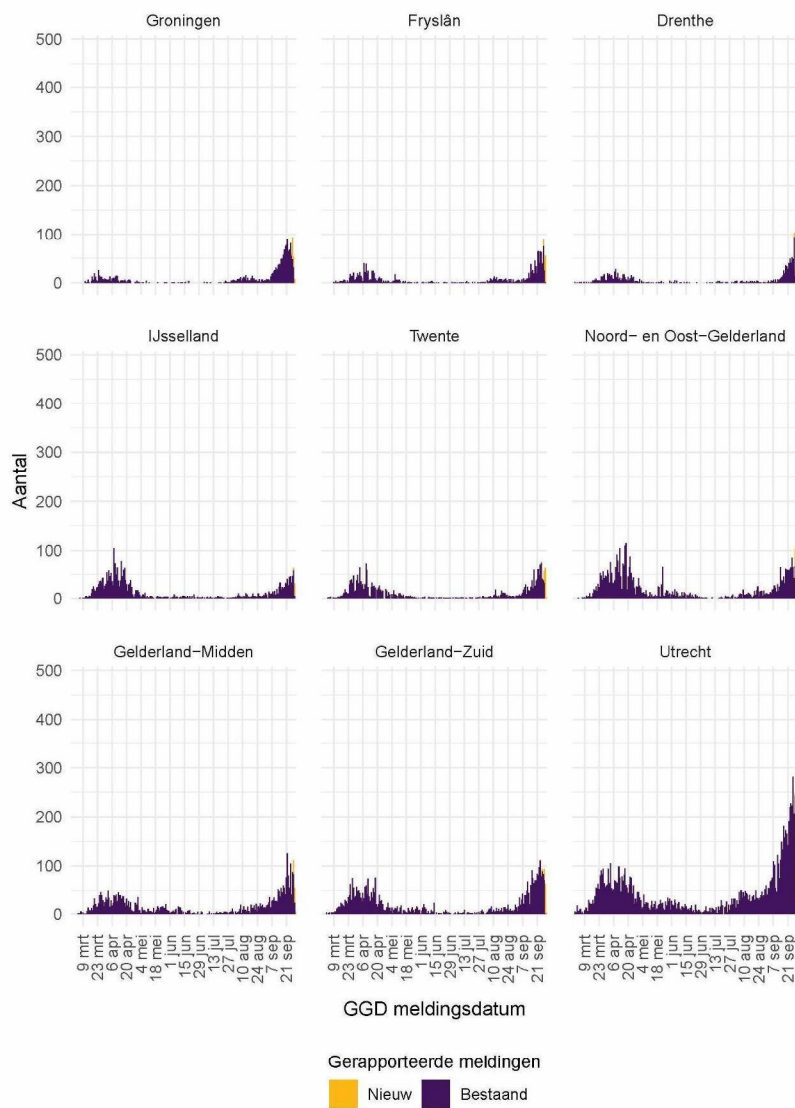 Groningen
Fryslân
Drenthe
500
400
300
200
100
0
IJsselland
Twente
Noord- en Oost-Gelderland
500
400
300
200
100
0
Aantal
Gelderland-Midden
Gelderland-Zuid
Utrecht
500
400
300
200
100
0
9 mrt
23 mrt
6 apr
20 apr
4 mei
18 mei
1 jun
15 jun
29 jun
13 jul
27 jul
10 aug
24 aug
7 sep
21 sep
9 mrt
23 mrt
6 apr
20 apr
4 mei
18 mei
1 jun
15 jun
29 jun
13 jul
27 jul
10 aug
24 aug
7 sep
21 sep
9 mrt
23 mrt
6 apr
20 apr
4 mei
18 mei
1 jun
15 jun
29 jun
13 jul
27 jul
10 aug
24 aug
7 sep
21 sep
GGD meldingsdatum
Gerapporteerde meldingen
Nieuw
Bestaand